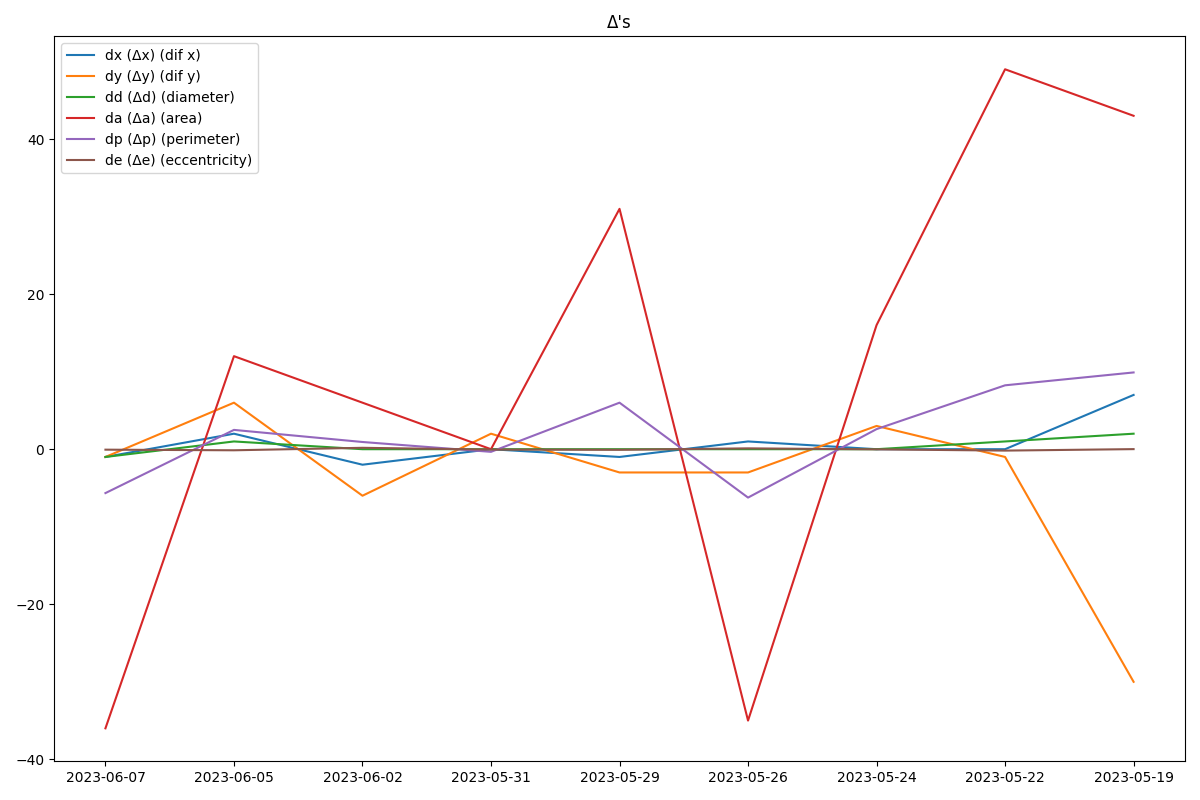 Δ's
dx (Δx) (dif x)
dy (Δy) (dif y)
dd (Δd) (diameter)
da (Δa) (area)
dp (Δp) (perimeter)
de (Δe) (eccentricity)
40
20
0
−20
−40
2023-06-07 2023-06-05 2023-06-02 2023-05-31 2023-05-29 2023-05-26 2023-05-24 2023-05-22 2023-05-19